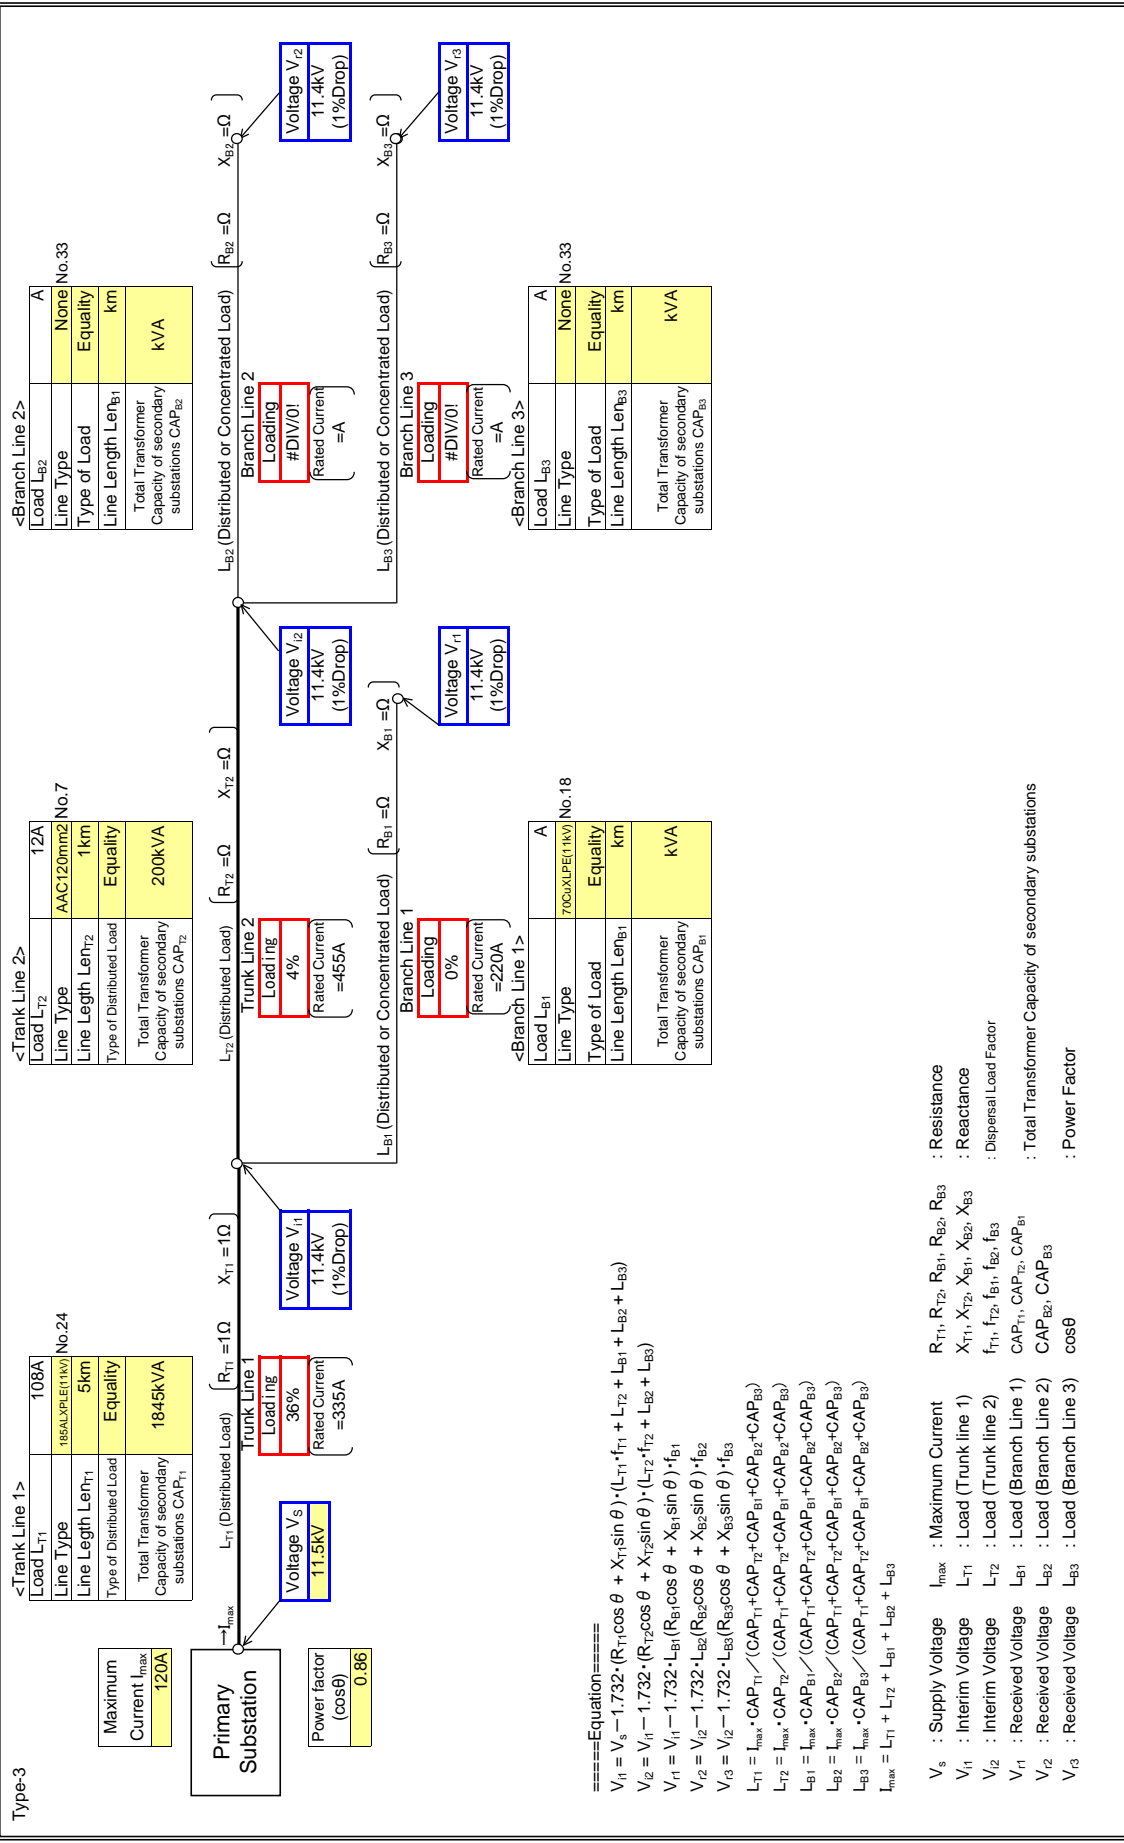 Type-3
Maximum
Current Imax
120A
Primary
Substation
Power factor
(cosθ)
0.86
→Imax
Voltage VS
11.5kV
<Trank Line 1>
Load LT1 108A
Line Type 185ALXPLE(11kV) No.24
Line Legth LenT1 5km
Type of Distributed Load Equality
Total Transformer
Capacity of secondary
substations CAPT1
1845kVA
LT1 (Distributed Load) RT1 =1Ω XT1 =1Ω
Trunk Line 1
Loading
36%
Rated Current
=335A
Voltage Vi1
11.4kV
(1%Drop)
<Trank Line 2>
Load LT2 12A
Line Type AAC120mm2 No.7
Line Legth LenT2 1km
Type of Distributed Load Equality
Total Transformer
Capacity of secondary
substations CAPT2
200kVA
LT2 (Distributed Load) RT2 =Ω XT2 =Ω
Trunk Line 2
Loading
4%
Rated Current
=455A
Voltage Vi2
11.4kV
(1%Drop)
LB1 (Distributed or Concentrated Load) RB1 =Ω XB1 =Ω
Branch Line 1
Loading
0%
Rated Current
=220A
Voltage Vr1
11.4kV
(1%Drop)
<Branch Line 1>
Load LB1 A
Line Type 70CuXLPE(11kV) No.18
Type of Load Equality
Line Length LenB1 km
Total Transformer
Capacity of secondary
substations CAPB1
kVA
<Branch Line 2>
Load LB2 A
Line Type None No.33
Type of Load Equality
Line Length LenB1 km
Total Transformer
Capacity of secondary
substations CAPB2
kVA
LB2 (Distributed or Concentrated Load) RB2 =Ω XB2 =Ω
Branch Line 2
Loading
#DIV/0!
Rated Current
=A
Voltage Vr2
11.4kV
(1%Drop)
LB3 (Distributed or Concentrated Load) RB3 =Ω XB3 =Ω
Branch Line 3
Loading
#DIV/0!
Rated Current
=A
Voltage Vr3
11.4kV
(1%Drop)
<Branch Line 3>
Load LB3 A
Line Type None No.33
Type of Load Equality
Line Length LenB3 km
Total Transformer
Capacity of secondary
substations CAPB3
kVA
=====Equation=====
Vi1 = Vs−1.732・(RT1cos θ + XT1sin θ)・(LT1・fT1 + LT2 + LB1 + LB2 + LB3)
Vi2 = Vi1−1.732・(RT2cos θ + XT2sin θ)・(LT2・fT2 + LB2 + LB3)
Vr1 = Vi1−1.732・LB1(RB1cos θ + XB1sin θ)・fB1
Vr2 = Vi2−1.732・LB2(RB2cos θ + XB2sin θ)・fB2
Vr3 = Vi2−1.732・LB3(RB3cos θ + XB3sin θ)・fB3
LT1 = Imax・CAPT1／(CAPT1+CAPT2+CAPB1+CAPB2+CAPB3)
LT2 = Imax・CAPT2／(CAPT1+CAPT2+CAPB1+CAPB2+CAPB3)
LB1 = Imax・CAPB1／(CAPT1+CAPT2+CAPB1+CAPB2+CAPB3)
LB2 = Imax・CAPB2／(CAPT1+CAPT2+CAPB1+CAPB2+CAPB3)
LB3 = Imax・CAPB3／(CAPT1+CAPT2+CAPB1+CAPB2+CAPB3)
Imax = LT1 + LT2 + LB1 + LB2 + LB3
Vs : Supply Voltage Imax : Maximum Current RT1, RT2, RB1, RB2, RB3 : Resistance
Vi1 : Interim Voltage LT1 : Load (Trunk line 1) XT1, XT2, XB1, XB2, XB3 : Reactance
Vi2 : Interim Voltage LT2 : Load (Trunk line 2) fT1, fT2, fB1, fB2, fB3 : Dispersal Load Factor
Vr1 : Received Voltage LB1 : Load (Branch Line 1) CAPT1, CAPT2, CAPB1 : Total Transformer Capacity of secondary substations
Vr2 : Received Voltage LB2 : Load (Branch Line 2) CAPB2, CAPB3
Vr3 : Received Voltage LB3 : Load (Branch Line 3) cosθ : Power Factor